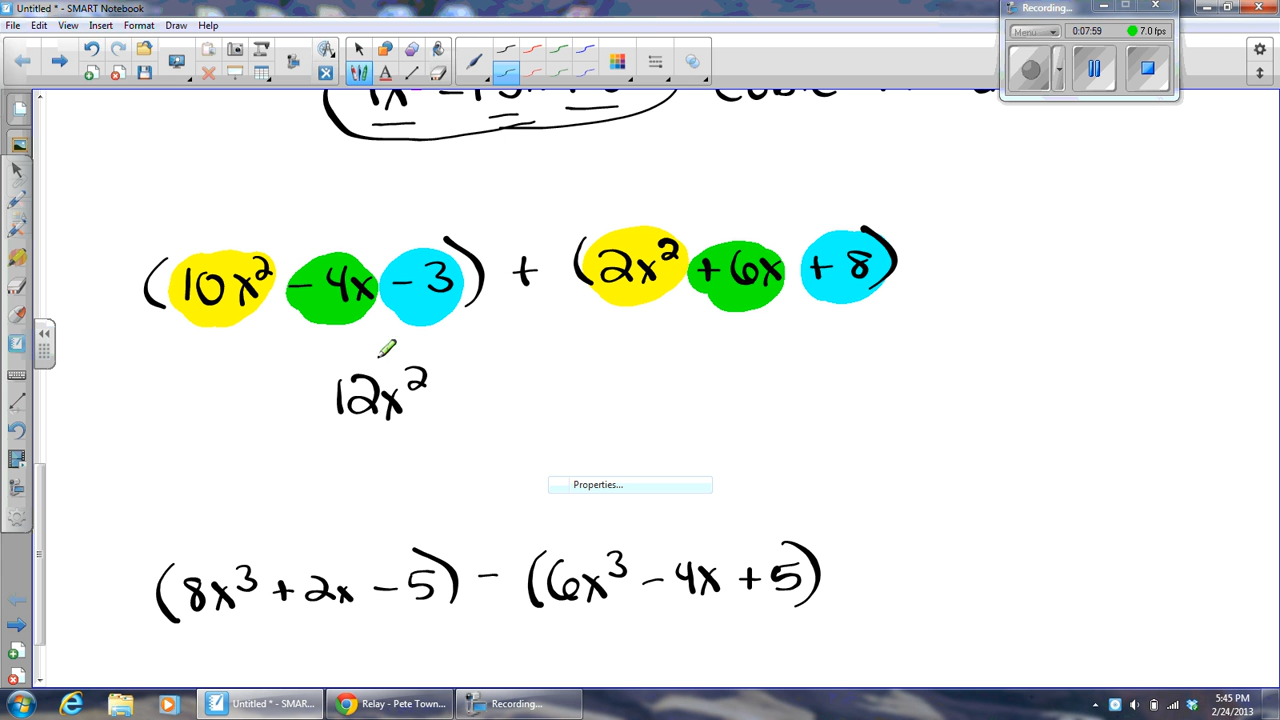 Untitled * - SMART Notebook
Recording...
File Edit View Insert Format Draw Help
Menu 0:07:59 7.0 fps
(10x² - 4x - 3) + (2x² + 6x + 8)
12x²
Properties...
(8x³ + 2x - 5) - (6x³ - 4x + 5)
Untitled * - SMAR... Relay - Pete Town... Recording...
5:45 PM
2/24/2013